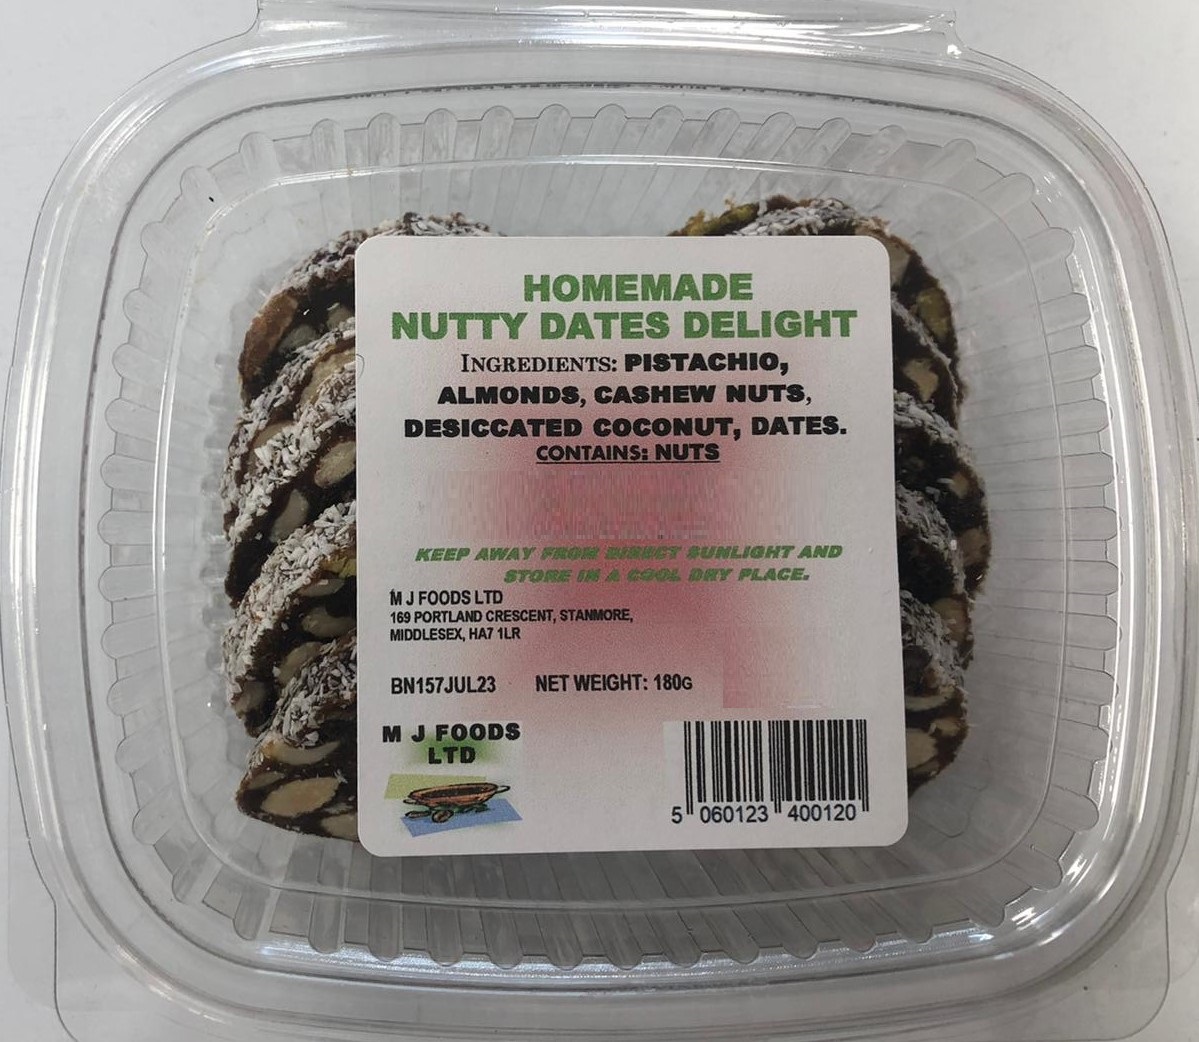 HOMEMADE
NUTTY DATES DELIGHT
INGREDIENTS: PISTACHIO,
ALMONDS, CASHEW NUTS,
DESICCATED COCONUT, DATES.
CONTAINS: NUTS
KEEP AWAY FROM DIRECT SUNLIGHT AND
STORE IN A COOL DRY PLACE.
M J FOODS LTD
169 PORTLAND CRESCENT, STANMORE,
MIDDLESEX, HA7 1LR
BN157JUL23 NET WEIGHT: 180G
M J FOODS
LTD
5 060123 400120